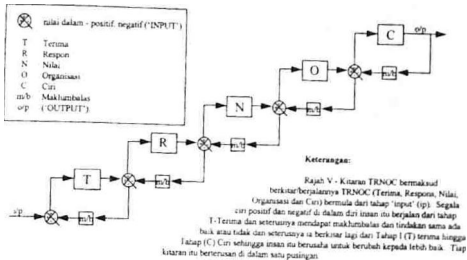 nilai dalam - positif. negatif ('INPUT')
T Terima
R Respon
N Nilai
O Organisasi
C Ciri
m/b Maklumbalas
o/p ('OUTPUT')
C
o/p
m/b
O
m/b
N
m/b
R
m/b
T
m/b
i/p
Keterangan:
Rajah V - Kitaran TRNOC bermaksud
berkitar/berjalannya TRNOC (Terima, Respons, Nilai,
Organisasi dan Ciri) bermula dari tahap 'input' (ip). Segala
ciri positif dan negatif di dalam diri insan itu berjalan dari tahap
T-Terima dan seterusnya mendapat maklumbalas dan tindakan sama ada
baik atau tidak dan seterusnya ia berkisar lagi dari Tahap I (T) terima hingga
Tahap (C) Ciri sehingga insan itu berusaha untuk berubah kepada lebih baik. Tiap
kitaran itu berterusan di dalam satu pusingan